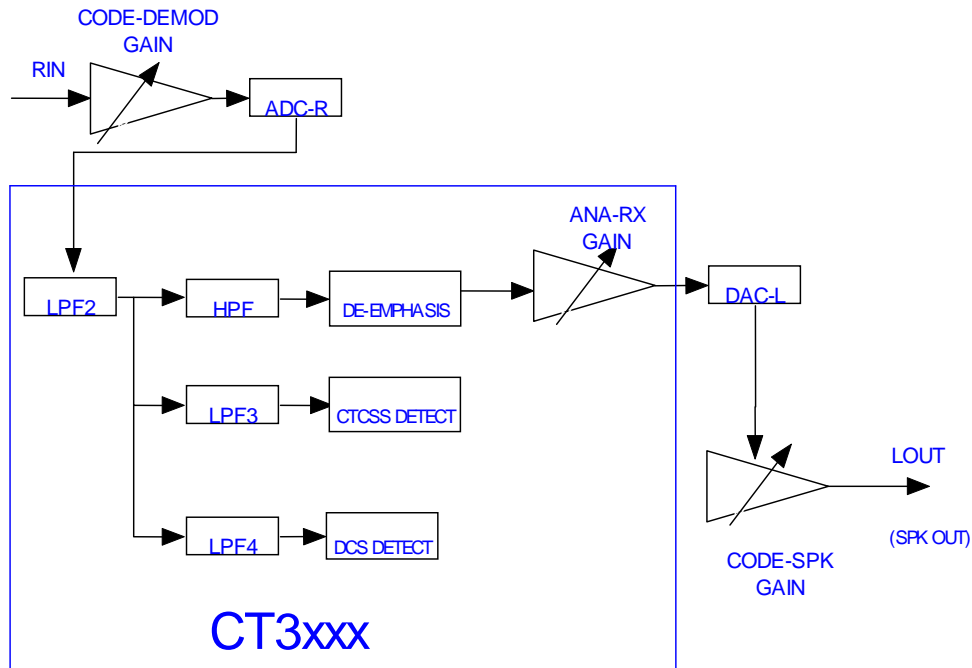 CODE-DEMOD
GAIN
RIN
ADC-R
ANA-RX
GAIN
LPF2
HPF
DE-EMPHASIS
DAC-L
LPF3
CTCSS DETECT
LOUT
LPF4
DCS DETECT
(SPK OUT)
CODE-SPK
GAIN
CT3xxx